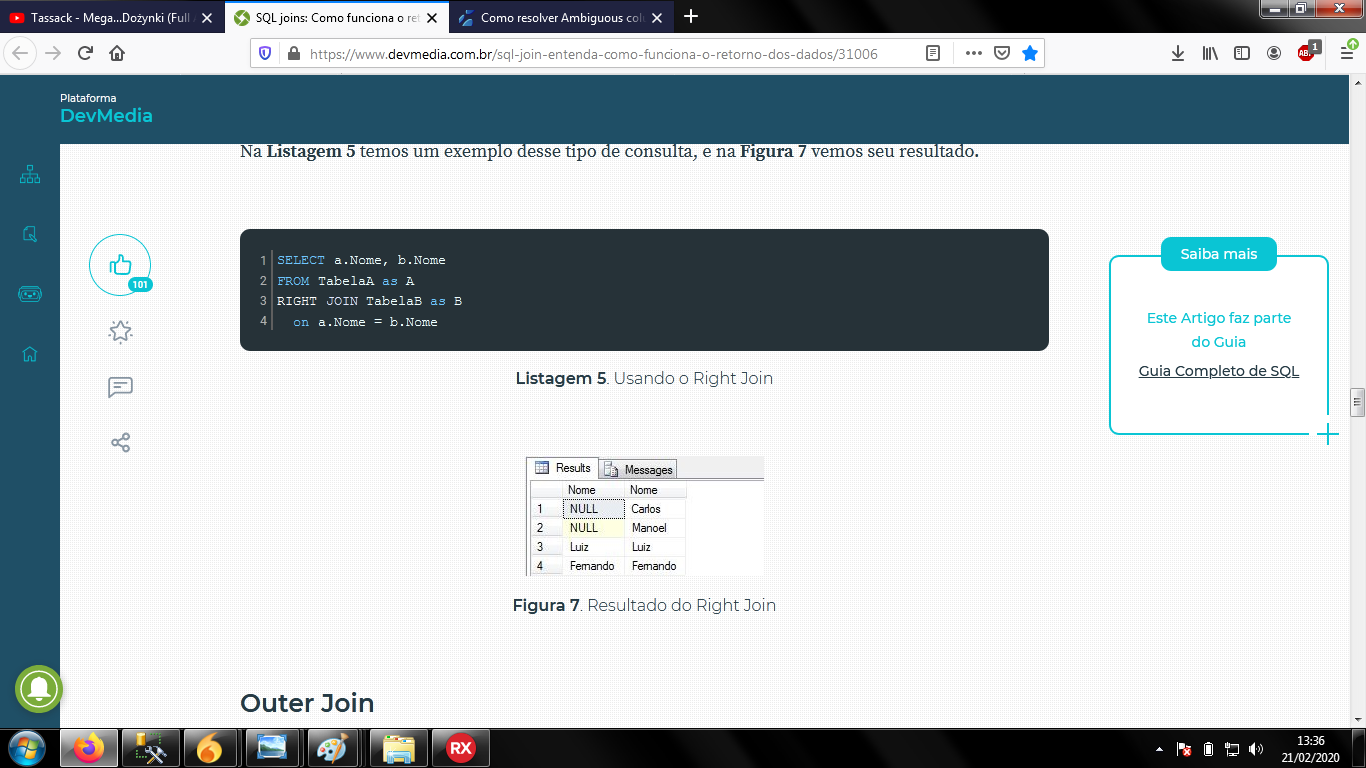 Tassack - Mega...Dożynki (Full
SQL joins: Como funciona o ret
Como resolver Ambiguous col
https://www.devmedia.com.br/sql-join-entenda-como-funciona-o-retorno-dos-dados/31006
ABP
1
Plataforma
DevMedia
Na Listagem 5 temos um exemplo desse tipo de consulta, e na Figura 7 vemos seu resultado.
101
1 SELECT a.Nome, b.Nome
2 FROM TabelaA as A
3 RIGHT JOIN TabelaB as B
4 on a.Nome = b.Nome
Listagem 5. Usando o Right Join
Saiba mais
Este Artigo faz parte
do Guia
Guia Completo de SQL
Results Messages
Nome Nome
1 NULL Carlos
2 NULL Manoel
3 Luiz Luiz
4 Fernando Fernando
Figura 7. Resultado do Right Join
Outer Join
RX
13:36
21/02/2020